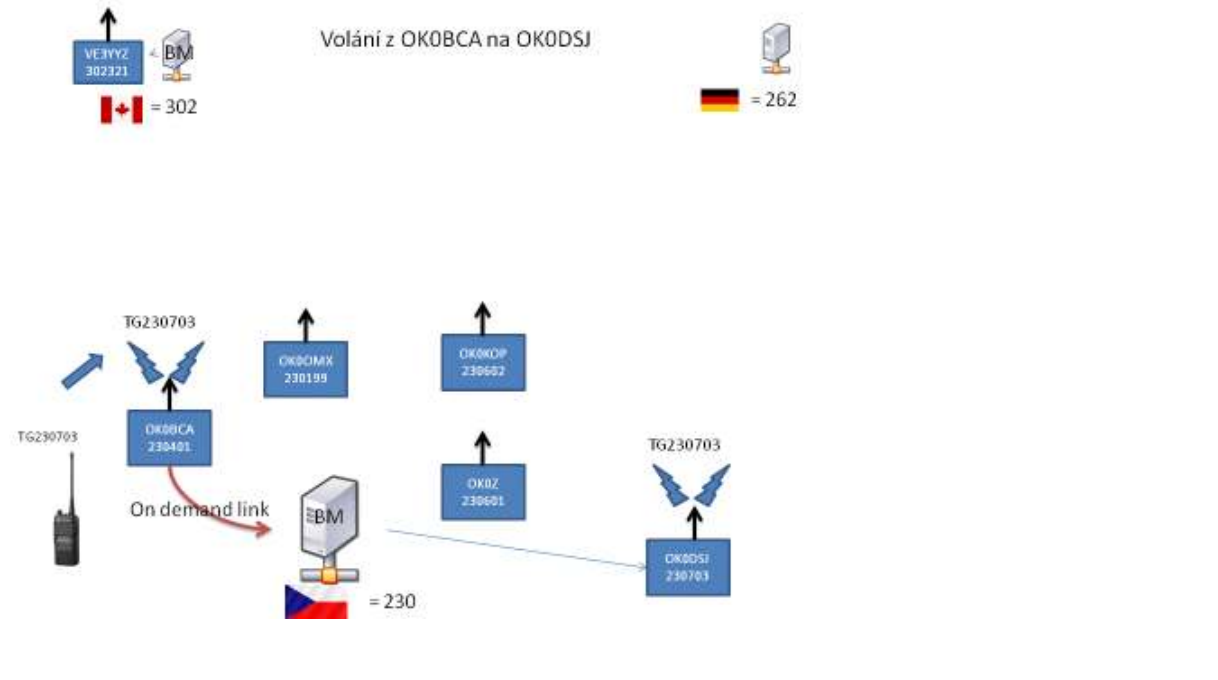 Volání z OK0BCA na OK0DSJ
VE3YYZ
302321
BM
= 302
= 262
TG230703
OK0DMX
230199
OK0KOP
230602
TG230703
OK0BCA
230401
On demand link
BM
= 230
OK0Z
230601
TG230703
OK0DSJ
230703